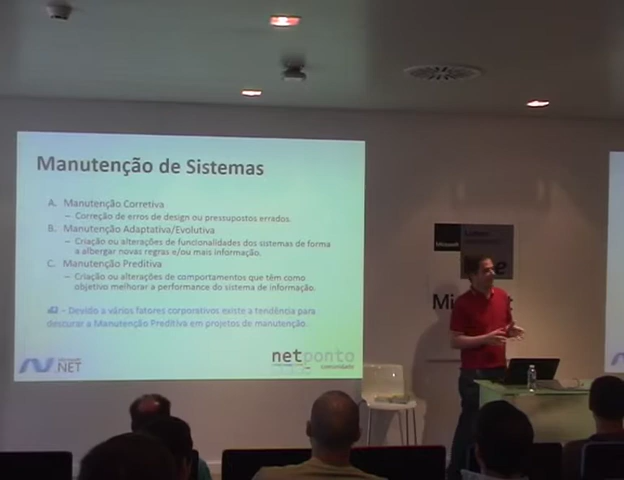 Manutenção de Sistemas
A. Manutenção Corretiva
– Correção de erros de design ou pressupostos errados.
B. Manutenção Adaptativa/Evolutiva
– Criação ou alterações de funcionalidades dos sistemas de forma
a albergar novas regras e/ou mais informação.
C. Manutenção Preditiva
– Criação ou alterações de comportamentos que têm como
objetivo melhorar a performance do sistema de informação.
– Devido a vários fatores corporativos existe a tendência para
descurar a Manutenção Preditiva em projetos de manutenção.
Microsoft
.NET
netponto
comunidade
Microsoft
Mi